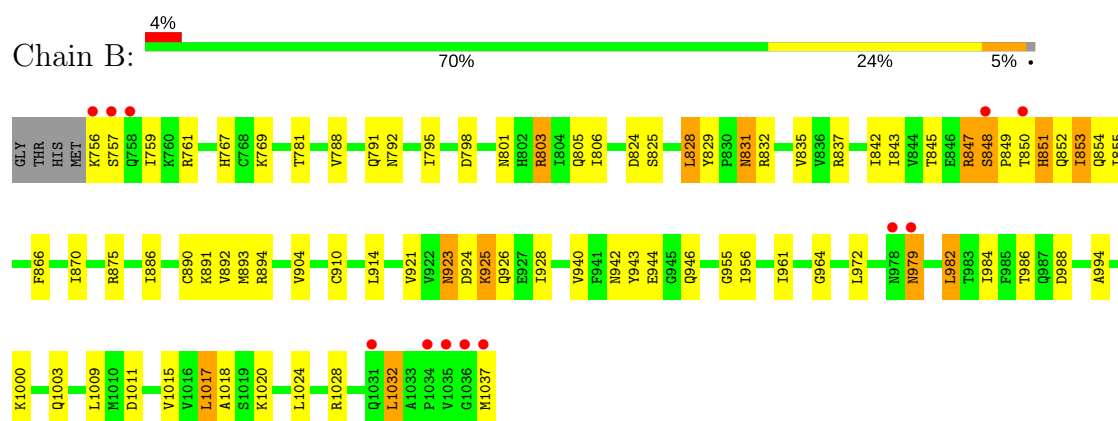 4%
Chain B:
70% 24% 5% •
GLY THR HIS MET K756 S757 Q758 I759 K760 R761 H767 C768 K769 T781 V788 Q791 N792 I795 D798 N801 H802 R803 I804 Q805 I806 D824 S825 L828 Y829 P830 N831 R832 V835 V836 R837 I842 I843 V844 T845 E846 R847 S848 P849 T850 H851 Q852 I853 Q854 I855
F866 I870 R875 I886 C890 K891 V892 M893 R894 V904 C910 L914 V921 V922 N923 D924 K925 Q926 E927 I928 V940 F941 N942 Y943 E944 G945 Q946 G955 I956 I961 G964 L972 N978 N979 L982 T983 I984 F985 T986 Q987 D988 A994
K1000 Q1003 L1009 M1010 D1011 V1015 V1016 L1017 A1018 S1019 K1020 L1024 R1028 Q1031 L1032 A1033 P1034 V1035 G1036 M1037